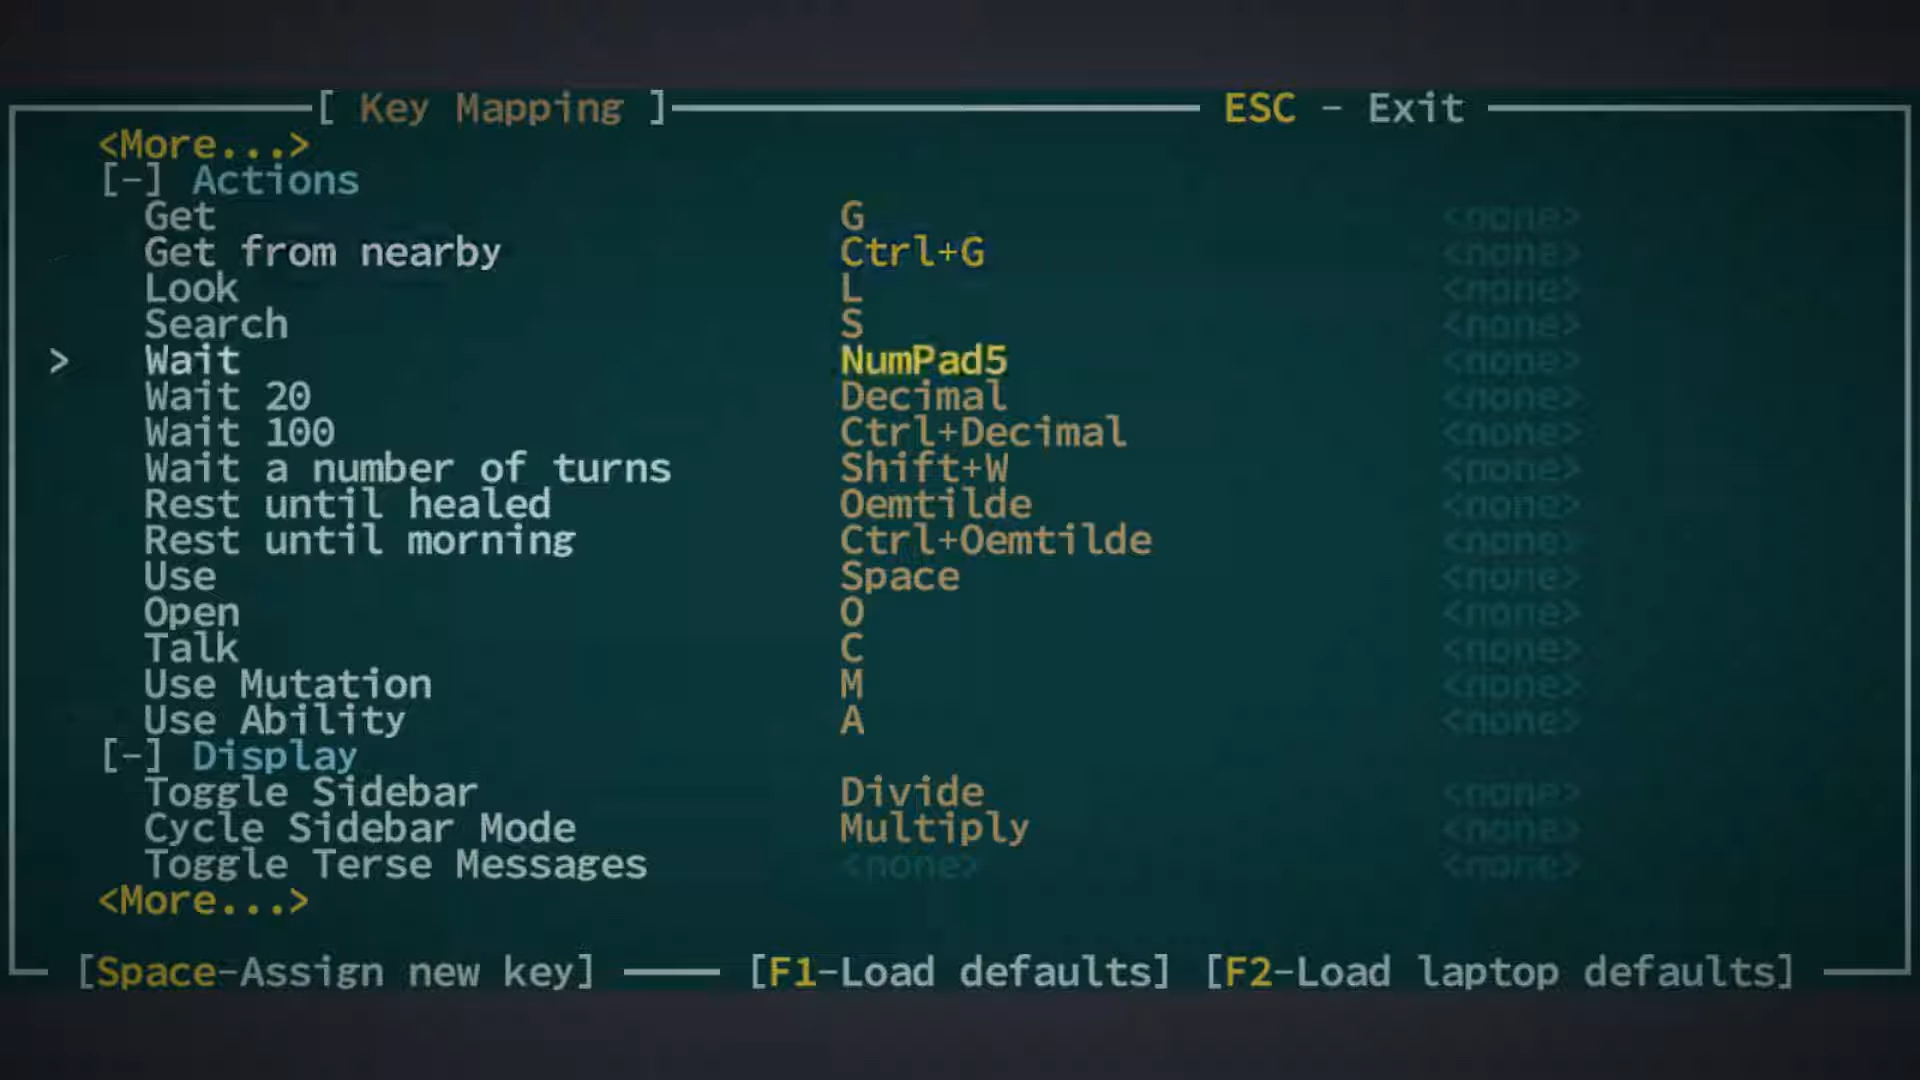 [ Key Mapping ] ESC - Exit
<More...>
[-] Actions
Get G <none>
Get from nearby Ctrl+G <none>
Look L <none>
Search S <none>
> Wait NumPad5 <none>
Wait 20 Decimal <none>
Wait 100 Ctrl+Decimal <none>
Wait a number of turns Shift+W <none>
Rest until healed Oemtilde <none>
Rest until morning Ctrl+Oemtilde <none>
Use Space <none>
Open O <none>
Talk C <none>
Use Mutation M <none>
Use Ability A <none>
[-] Display
Toggle Sidebar Divide <none>
Cycle Sidebar Mode Multiply <none>
Toggle Terse Messages <none> <none>
<More...>
[Space-Assign new key] [F1-Load defaults] [F2-Load laptop defaults]